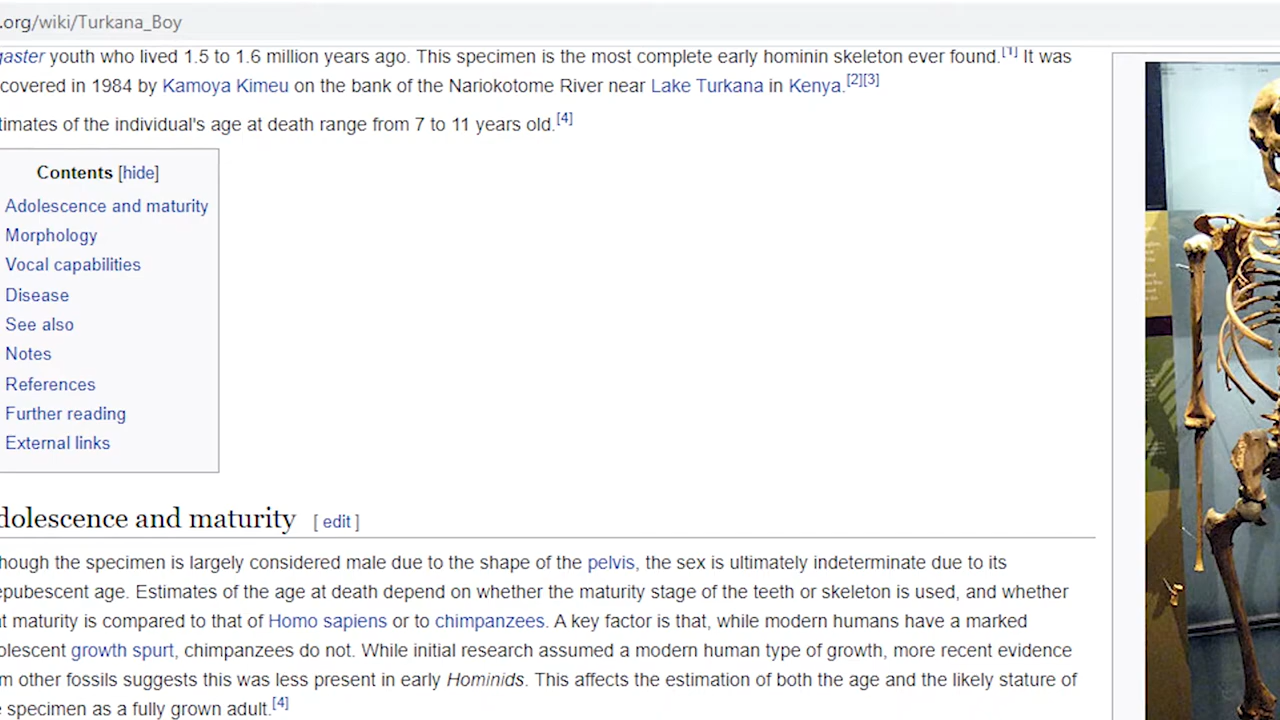 .org/wiki/Turkana_Boy
gaster youth who lived 1.5 to 1.6 million years ago. This specimen is the most complete early hominin skeleton ever found.[1] It was
covered in 1984 by Kamoya Kimeu on the bank of the Nariokotome River near Lake Turkana in Kenya.[2][3]
timates of the individual's age at death range from 7 to 11 years old.[4]
Contents [hide]
Adolescence and maturity
Morphology
Vocal capabilities
Disease
See also
Notes
References
Further reading
External links
dolescence and maturity [ edit ]
hough the specimen is largely considered male due to the shape of the pelvis, the sex is ultimately indeterminate due to its
epubescent age. Estimates of the age at death depend on whether the maturity stage of the teeth or skeleton is used, and whether
at maturity is compared to that of Homo sapiens or to chimpanzees. A key factor is that, while modern humans have a marked
olescent growth spurt, chimpanzees do not. While initial research assumed a modern human type of growth, more recent evidence
m other fossils suggests this was less present in early Hominids. This affects the estimation of both the age and the likely stature of
e specimen as a fully grown adult.[4]